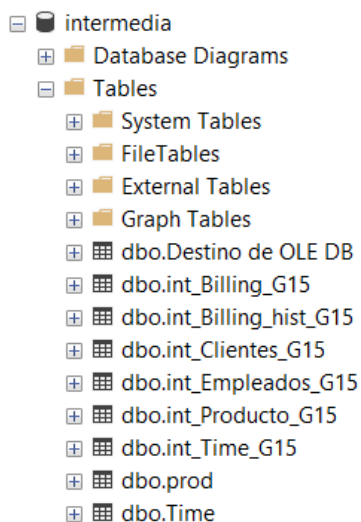 intermedia
Database Diagrams
Tables
System Tables
FileTables
External Tables
Graph Tables
dbo.Destino de OLE DB
dbo.int_Billing_G15
dbo.int_Billing_hist_G15
dbo.int_Clientes_G15
dbo.int_Empleados_G15
dbo.int_Producto_G15
dbo.int_Time_G15
dbo.prod
dbo.Time